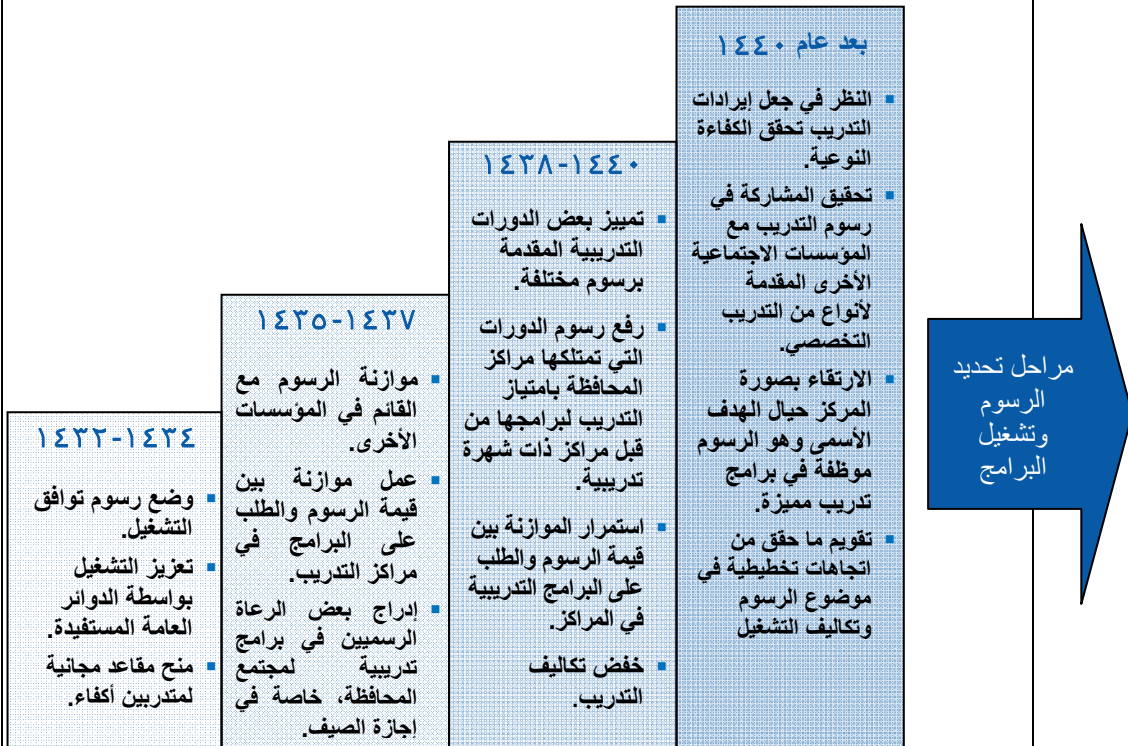 مراحل تحديد
الرسوم
وتشغيل
البرامج
١٤٣٢-١٤٣٤
▪ وضع رسوم توافق
التشغيل.
▪ تعزيز التشغيل
بواسطة الدوائر
العامة المستفيدة.
▪ منح مقاعد مجانية
لمتدربين أكفاء.
١٤٣٥-١٤٣٧
▪ موازنة الرسوم مع
القائم في المؤسسات
الأخرى.
▪ عمل موازنة بين
قيمة الرسوم والطلب
على البرامج في
مراكز التدريب.
▪ إدراج بعض الرعاة
الرسميين في برامج
تدريبية لمجتمع
المحافظة، خاصة في
إجازة الصيف.
١٤٣٨-١٤٤٠
▪ تمييز بعض الدورات
التدريبية المقدمة
برسوم مختلفة.
▪ رفع رسوم الدورات
التي تمتلكها مراكز
المحافظة بامتياز
التدريب لبرامجها من
قبل مراكز ذات شهرة
تدريبية.
▪ استمرار الموازنة بين
قيمة الرسوم والطلب
على البرامج التدريبية
في المراكز.
▪ خفض تكاليف
التدريب.
بعد عام ١٤٤٠
▪ النظر في جعل إيرادات
التدريب تحقق الكفاءة
النوعية.
▪ تحقيق المشاركة في
رسوم التدريب مع
المؤسسات الاجتماعية
الأخرى المقدمة
لأنواع من التدريب
التخصصي.
▪ الارتقاء بصورة
المركز حيال الهدف
الأسمى وهو الرسوم
موظفة في برامج
تدريب مميزة.
▪ تقويم ما حقق من
اتجاهات تخطيطية في
موضوع الرسوم
وتكاليف التشغيل